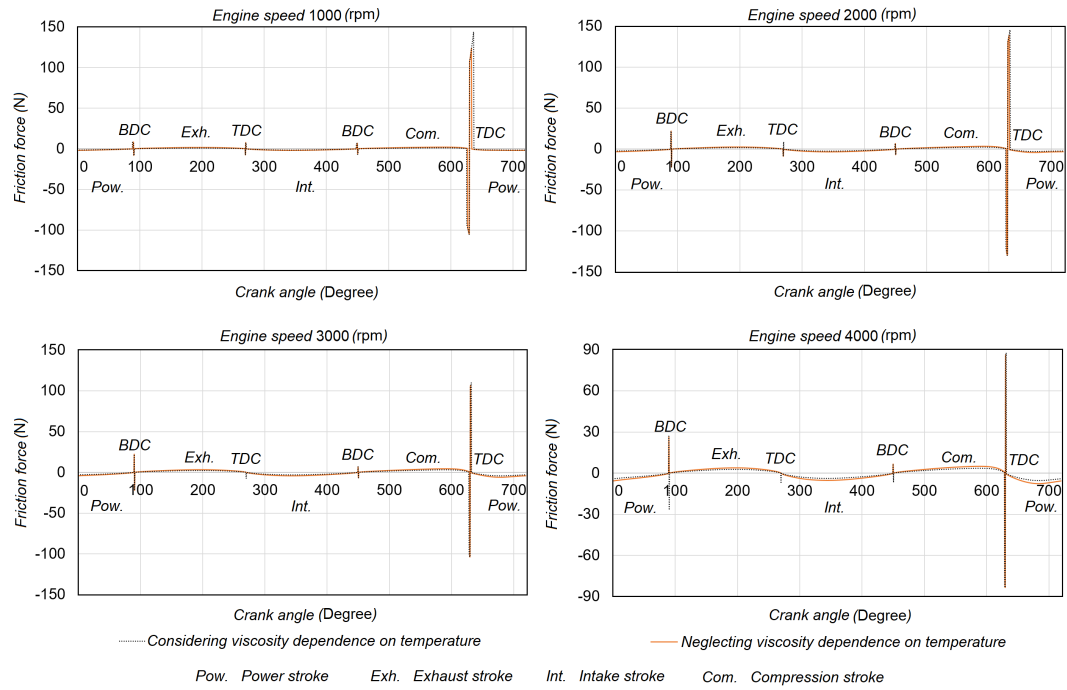 Engine speed 1000 (rpm)
150
100
50
0
-50
-100
-150
Friction force (N)
BDC Exh. TDC BDC Com. TDC
0 100 200 300 400 500 600 700
Pow. Int. Pow.
Crank angle (Degree)
Engine speed 2000 (rpm)
150
100
50
0
-50
-100
-150
Friction force (N)
BDC Exh. TDC BDC Com. TDC
0 100 200 300 400 500 600 700
Pow. Int. Pow.
Crank angle (Degree)
Engine speed 3000 (rpm)
150
100
50
0
-50
-100
-150
Friction force (N)
BDC Exh. TDC BDC Com. TDC
0 100 200 300 400 500 600 700
Pow. Int. Pow.
Crank angle (Degree)
Engine speed 4000 (rpm)
90
60
30
0
-30
-60
-90
Friction force (N)
BDC Exh. TDC BDC Com. TDC
0 100 200 300 400 500 600 700
Pow. Int. Pow.
Crank angle (Degree)
Considering viscosity dependence on temperature
Neglecting viscosity dependence on temperature
Pow. Power stroke Exh. Exhaust stroke Int. Intake stroke Com. Compression stroke